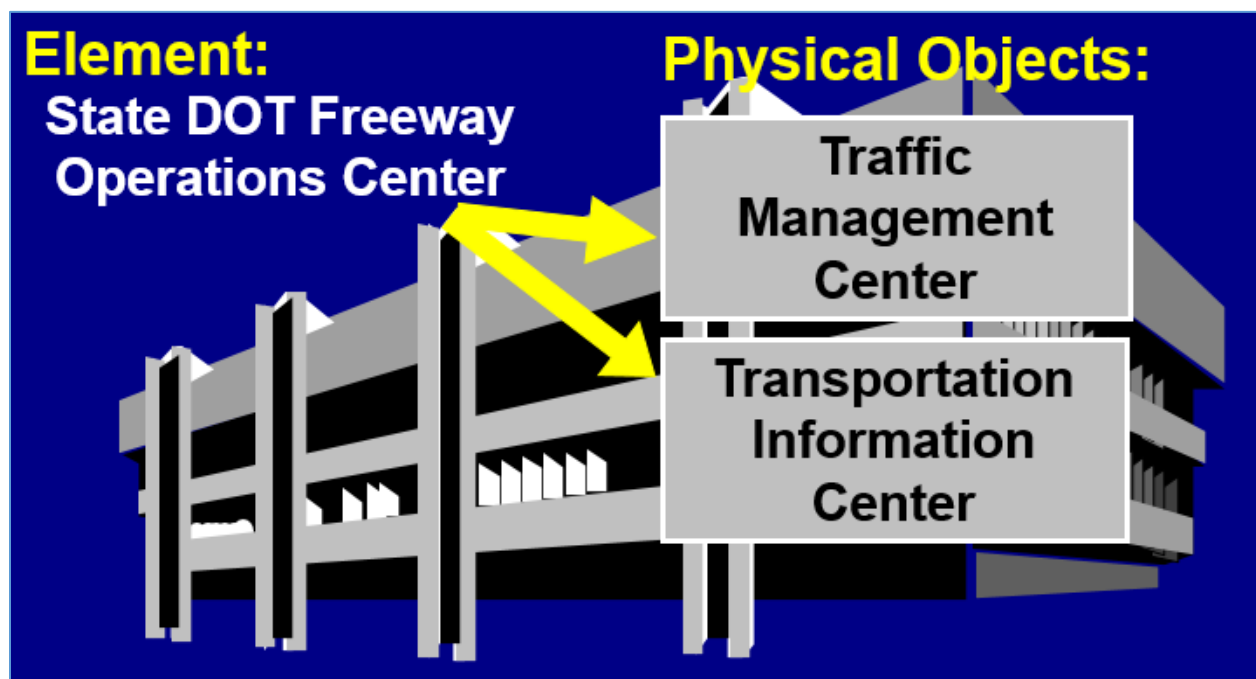 Element:
State DOT Freeway
Operations Center
Physical Objects:
Traffic
Management
Center
Transportation
Information
Center